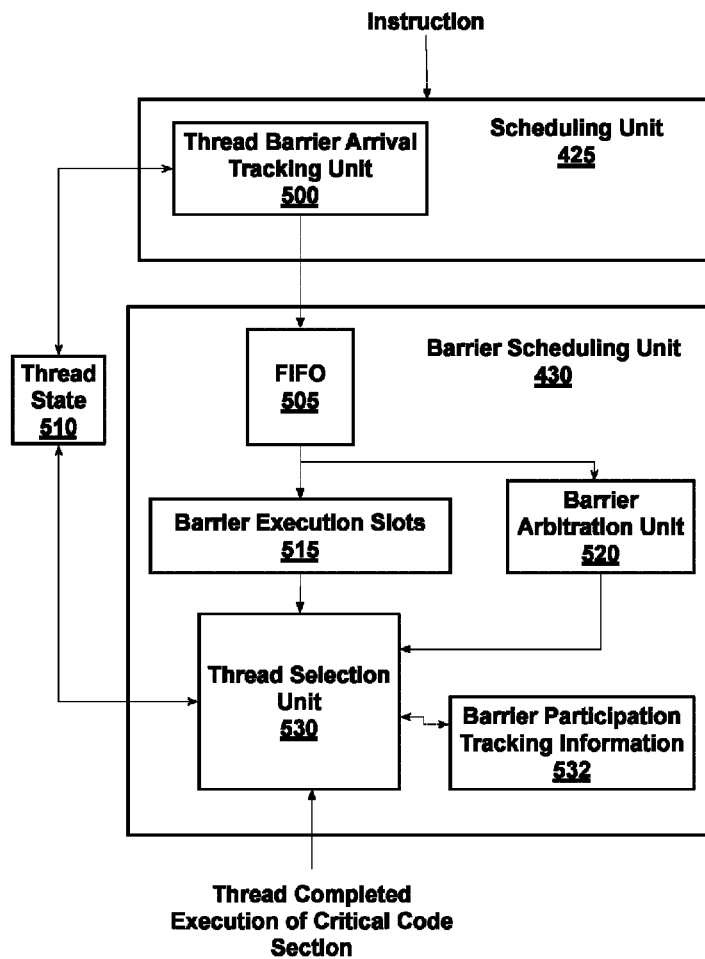 Instruction
Thread Barrier Arrival
Tracking Unit
500
Scheduling Unit
425
Thread
State
510
FIFO
505
Barrier Scheduling Unit
430
Barrier Execution Slots
515
Barrier
Arbitration Unit
520
Thread Selection
Unit
530
Barrier Participation
Tracking Information
532
Thread Completed
Execution of Critical Code
Section